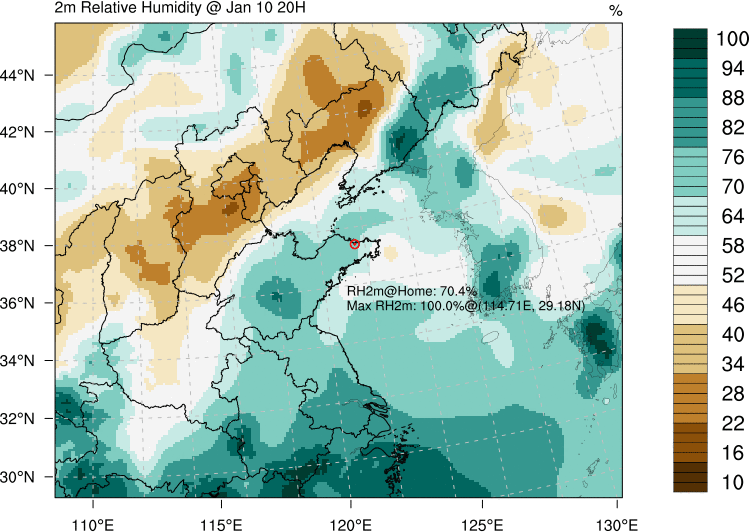 2m Relative Humidity @ Jan 10 20H
%
44°N
42°N
40°N
38°N
36°N
34°N
32°N
30°N
RH2m@Home: 70.4%
Max RH2m: 100.0%@(114.71E, 29.18N)
110°E
115°E
120°E
125°E
130°E
100
94
88
82
76
70
64
58
52
46
40
34
28
22
16
10